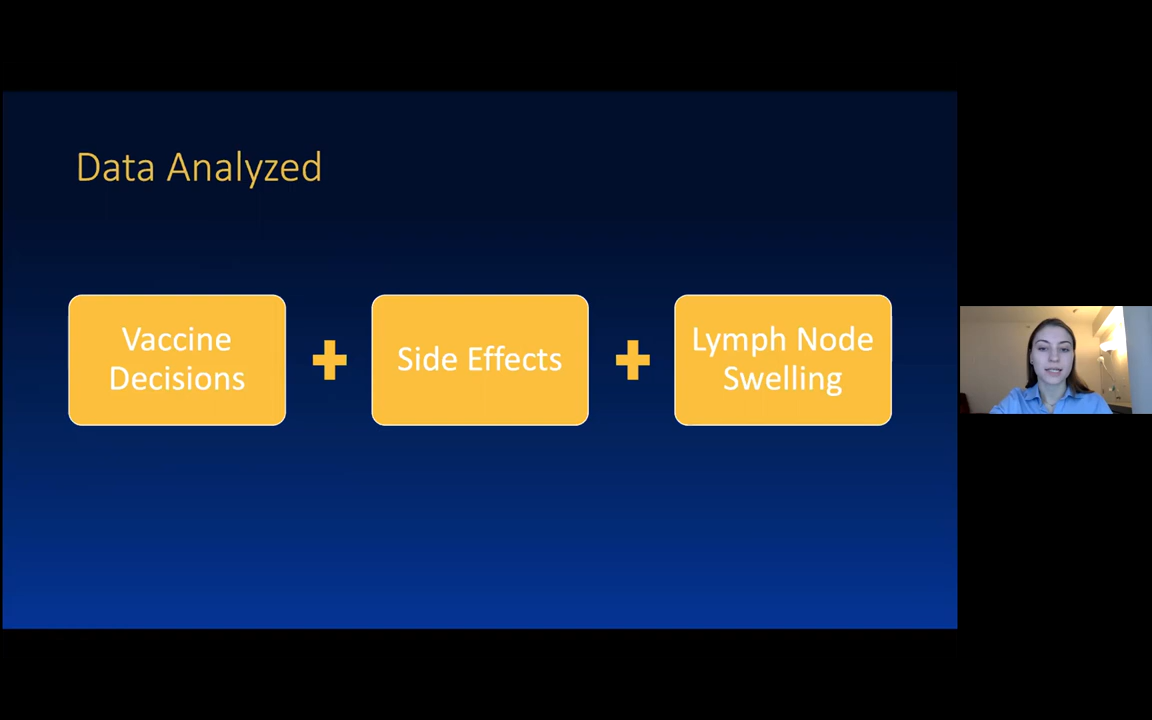 Data Analyzed
Vaccine
Decisions
Side Effects
Lymph Node
Swelling